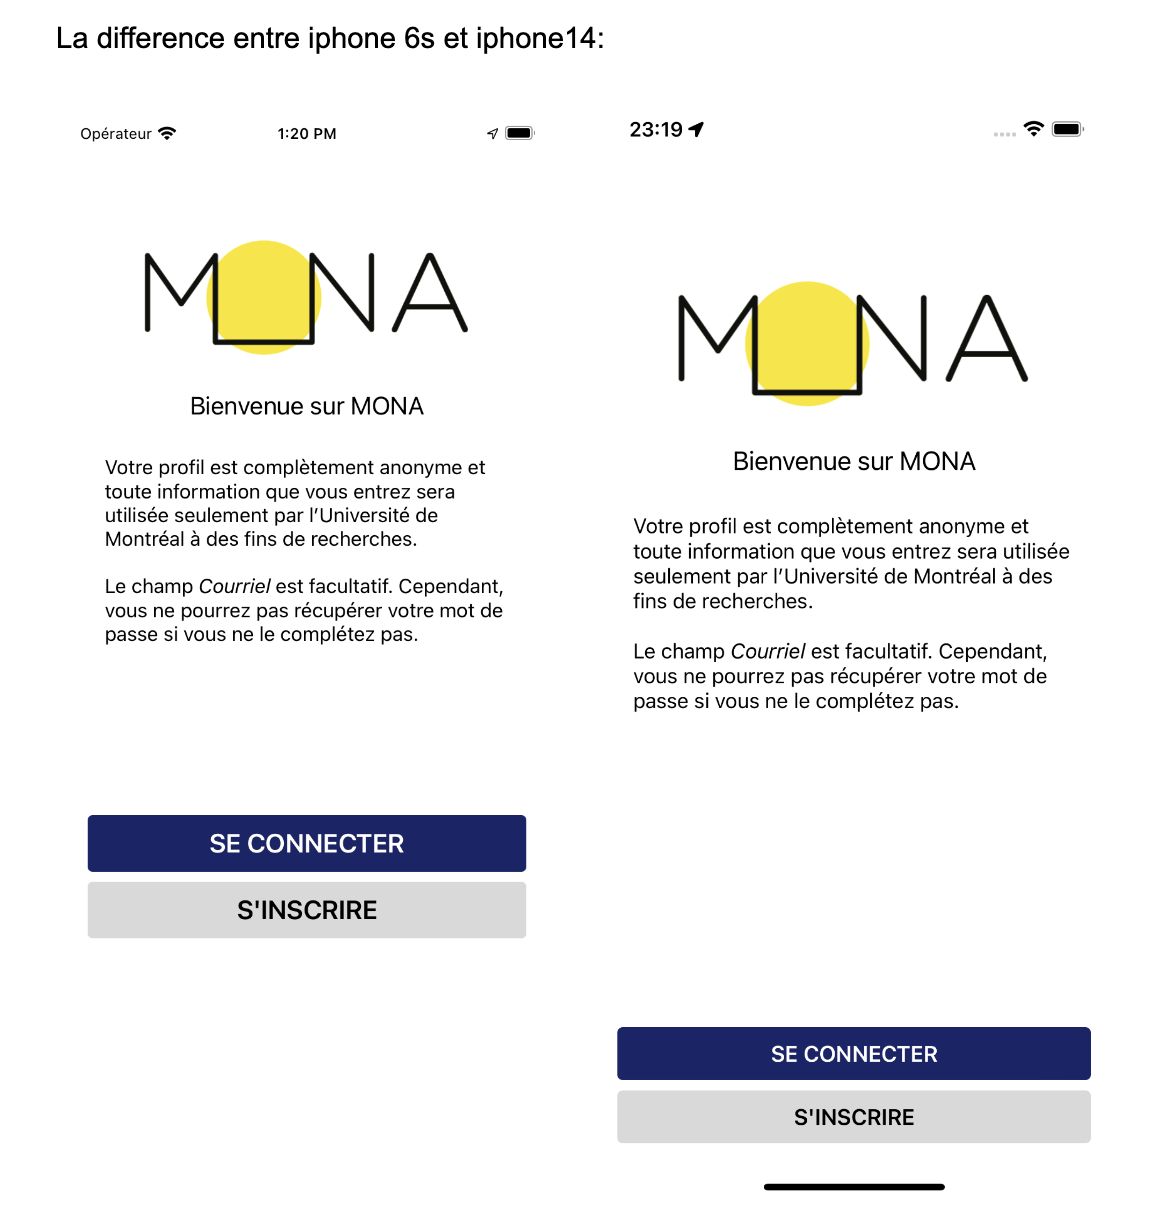 La difference entre iphone 6s et iphone14:
Opérateur 1:20 PM
MONA
Bienvenue sur MONA
Votre profil est complètement anonyme et
toute information que vous entrez sera
utilisée seulement par l’Université de
Montréal à des fins de recherches.
Le champ Courriel est facultatif. Cependant,
vous ne pourrez pas récupérer votre mot de
passe si vous ne le complétez pas.
SE CONNECTER
S'INSCRIRE
23:19
MONA
Bienvenue sur MONA
Votre profil est complètement anonyme et
toute information que vous entrez sera utilisée
seulement par l’Université de Montréal à des
fins de recherches.
Le champ Courriel est facultatif. Cependant,
vous ne pourrez pas récupérer votre mot de
passe si vous ne le complétez pas.
SE CONNECTER
S'INSCRIRE